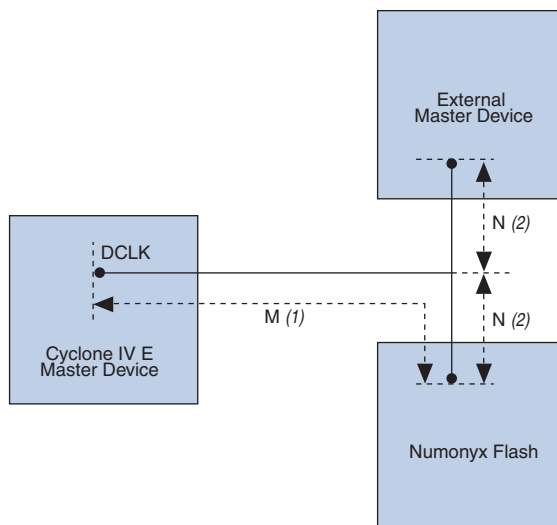 External
Master Device
N (2)
DCLK
M (1)
N (2)
Cyclone IV E
Master Device
Numonyx Flash